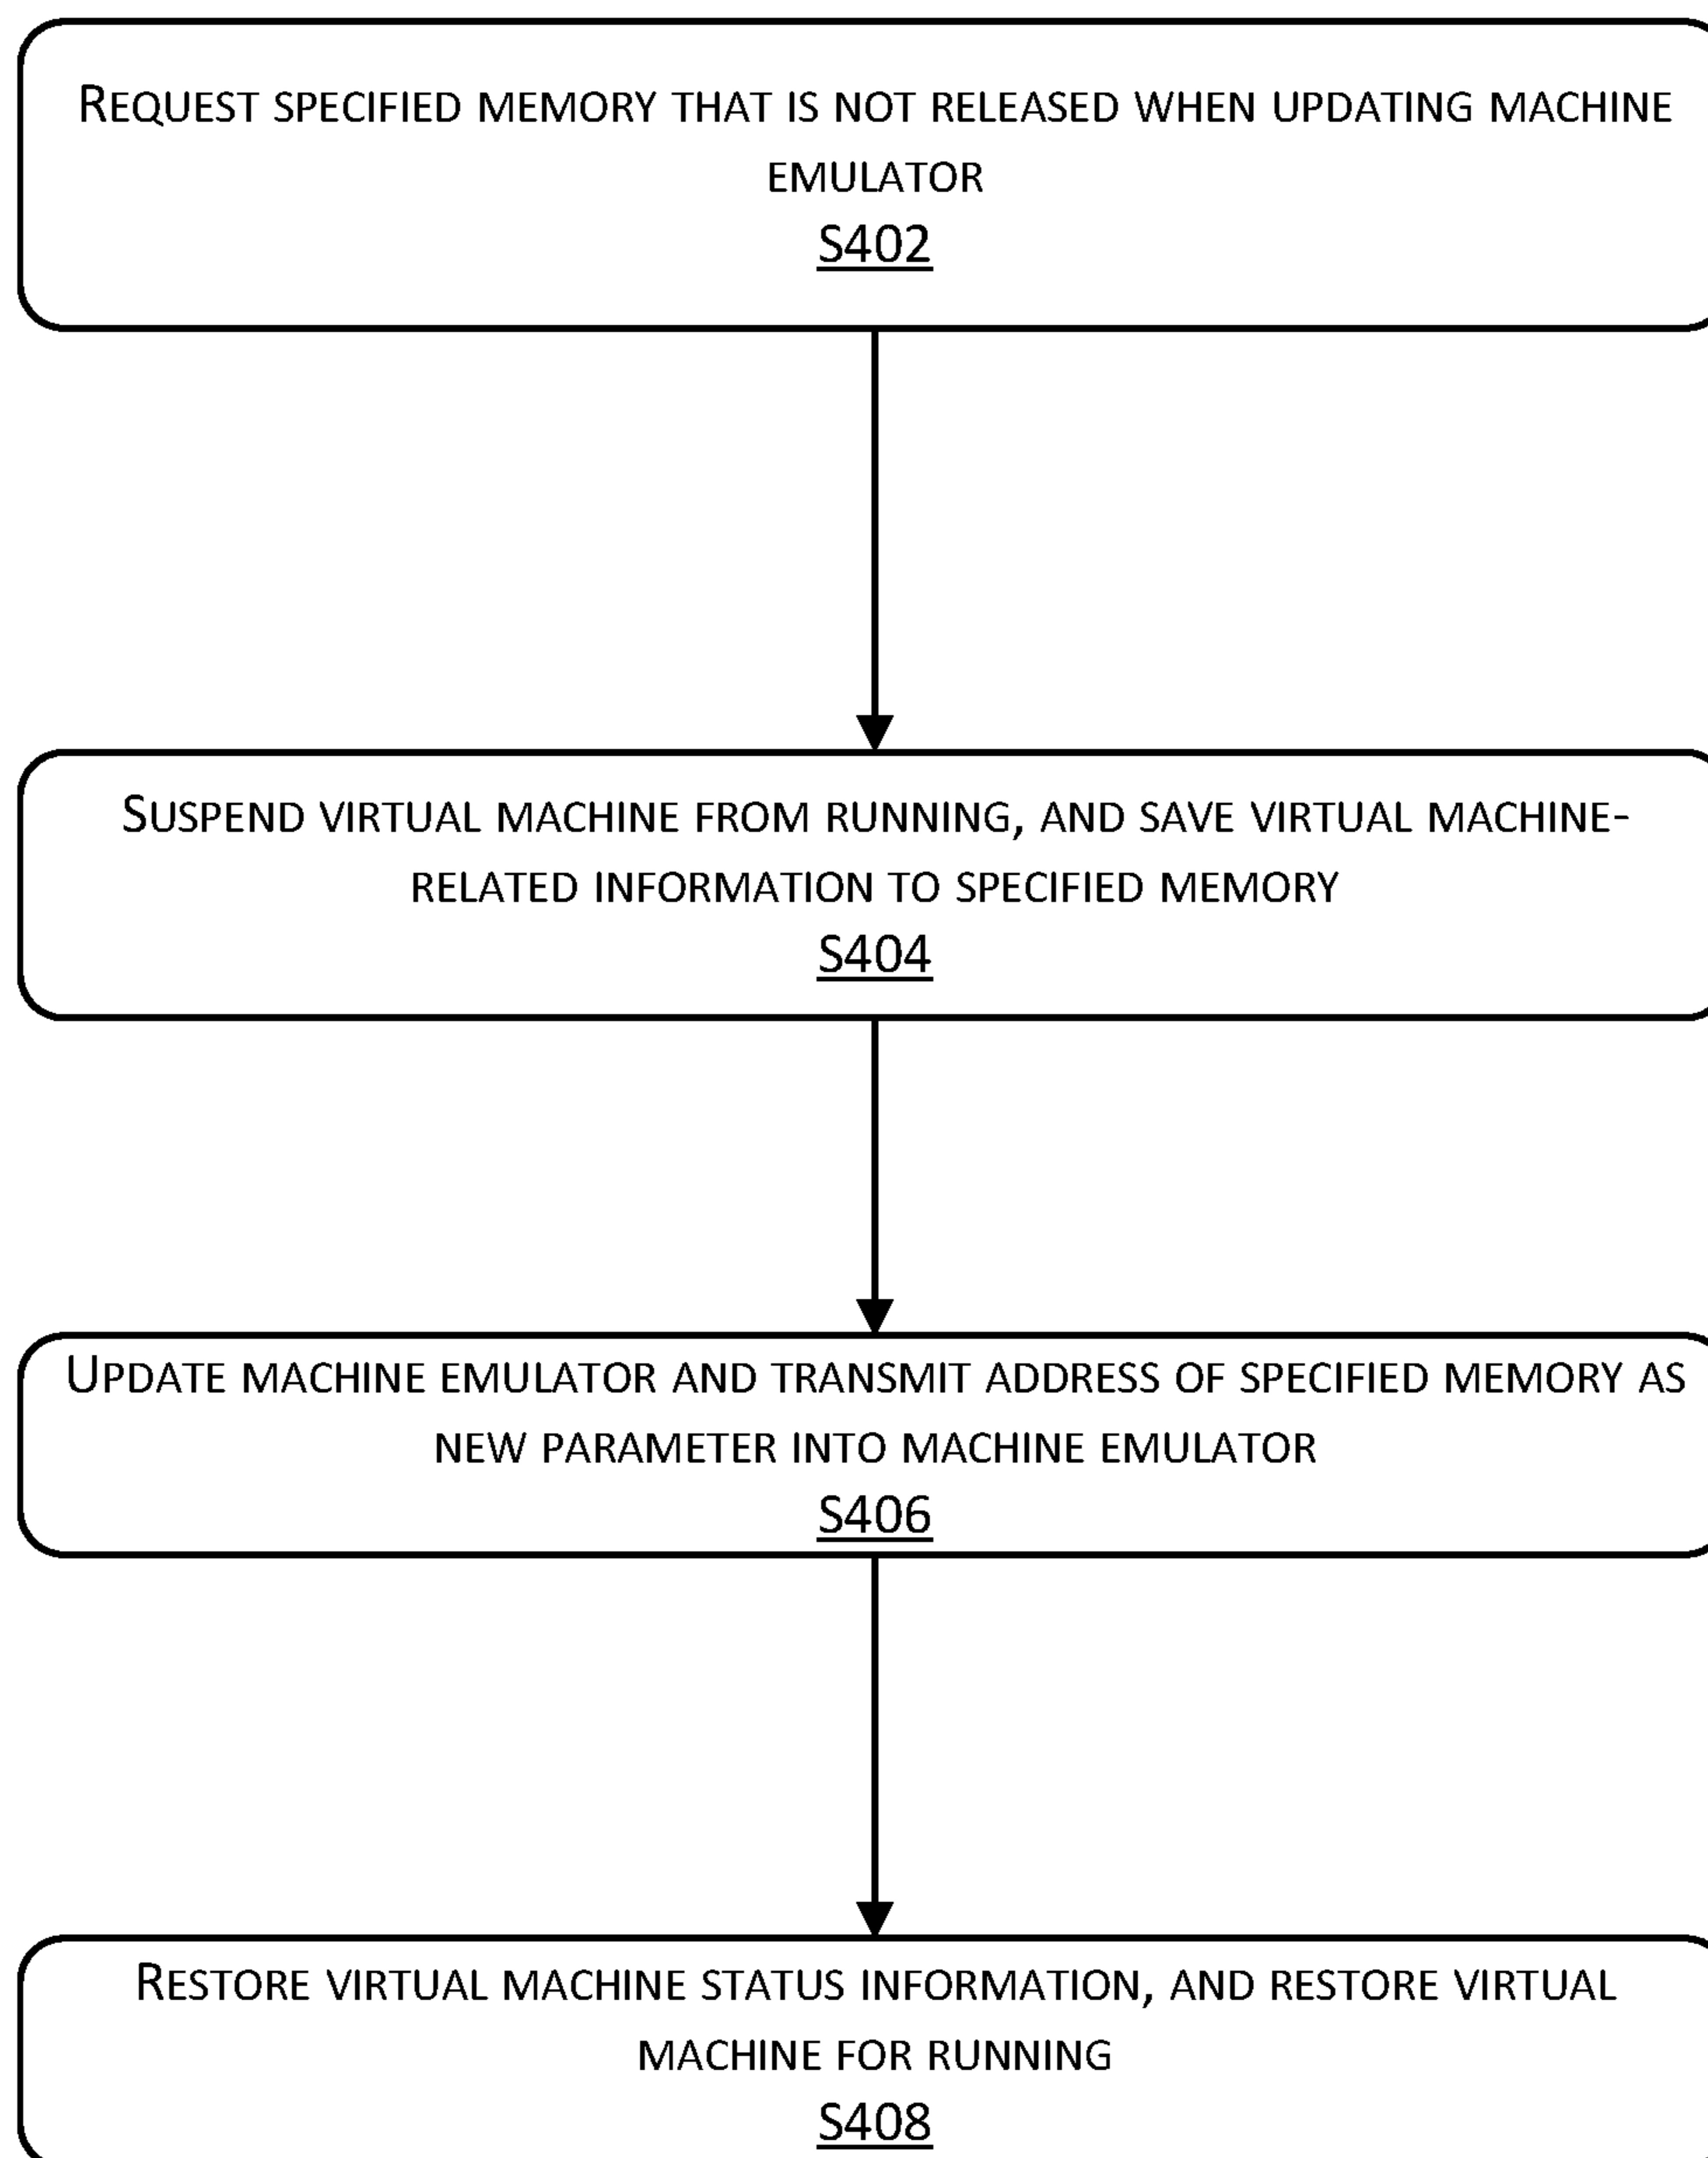 Request specified memory that is not released when updating machine
emulator
S402
Suspend virtual machine from running, and save virtual machine-
related information to specified memory
S404
Update machine emulator and transmit address of specified memory as
new parameter into machine emulator
S406
Restore virtual machine status information, and restore virtual
machine for running
S408